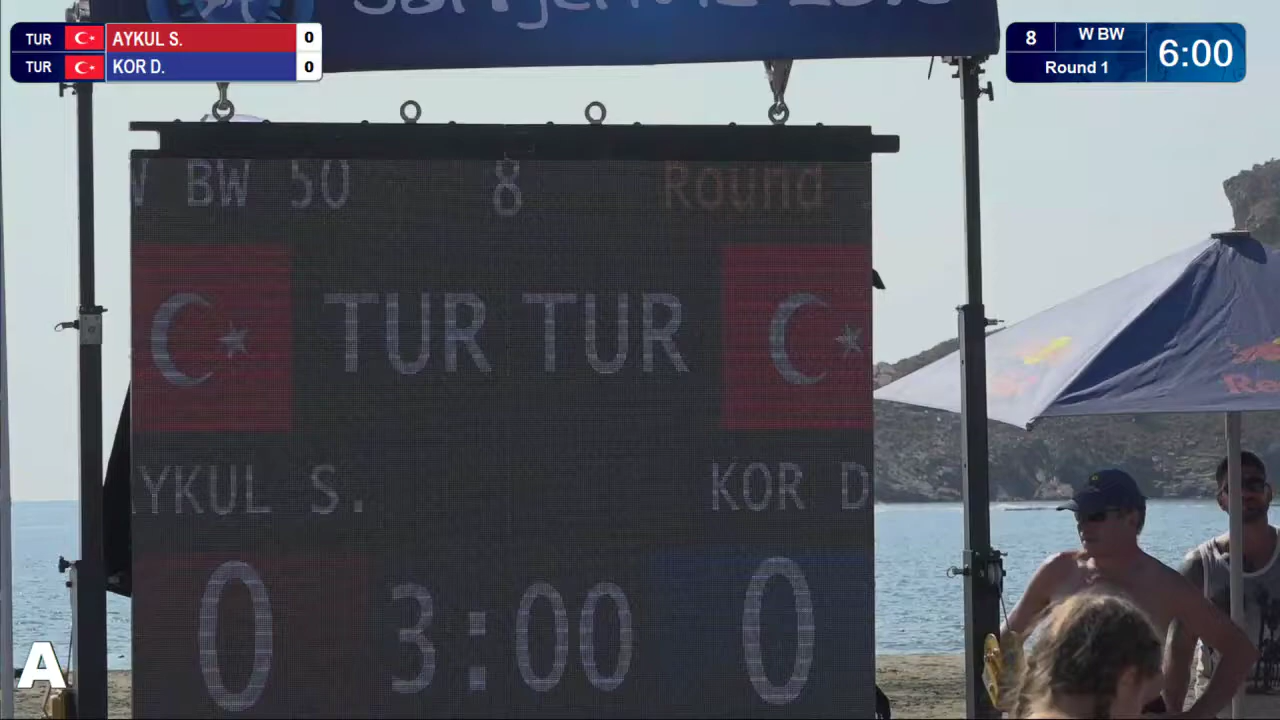 TUR AYKUL S. 0
TUR KOR D. 0
8 W BW
Round 1
6:00
BW 50 8 Round
TUR TUR
YKUL S. KOR D
0 3:00 0
A